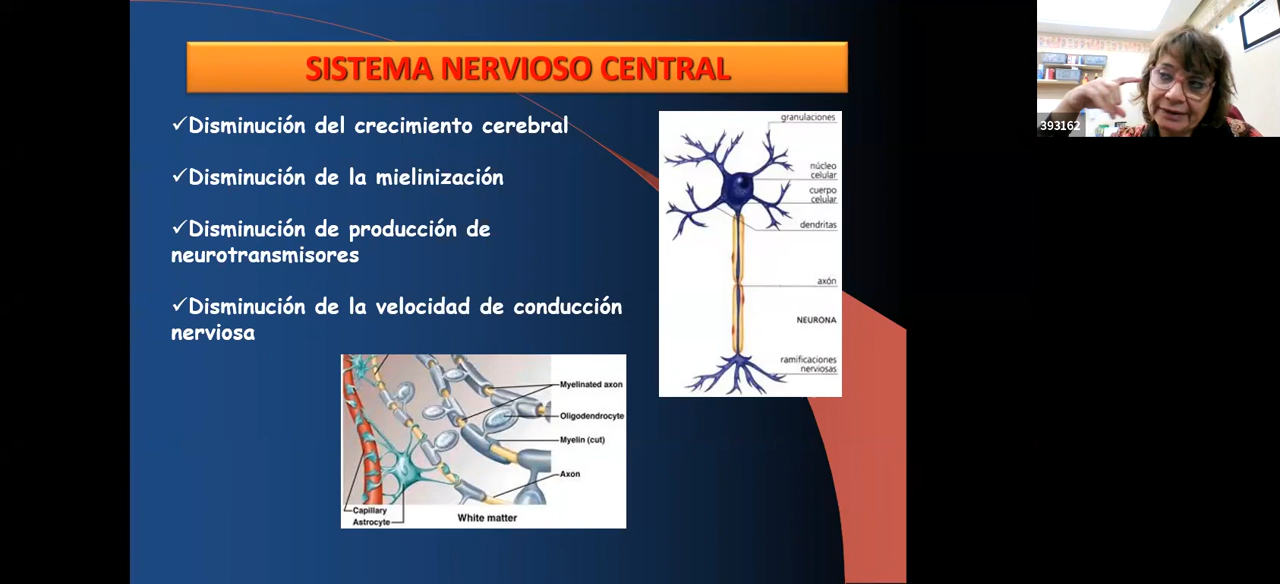 SISTEMA NERVIOSO CENTRAL
✓Disminución del crecimiento cerebral
✓Disminución de la mielinización
✓Disminución de producción de
neurotransmisores
✓Disminución de la velocidad de conducción
nerviosa
granulaciones
núcleo
celular
cuerpo
celular
dendritas
axón
NEURONA
ramificaciones
nerviosas
Myelinated axon
Oligodendrocyte
Myelin (cut)
Axon
Capillary
Astrocyte
White matter
393162